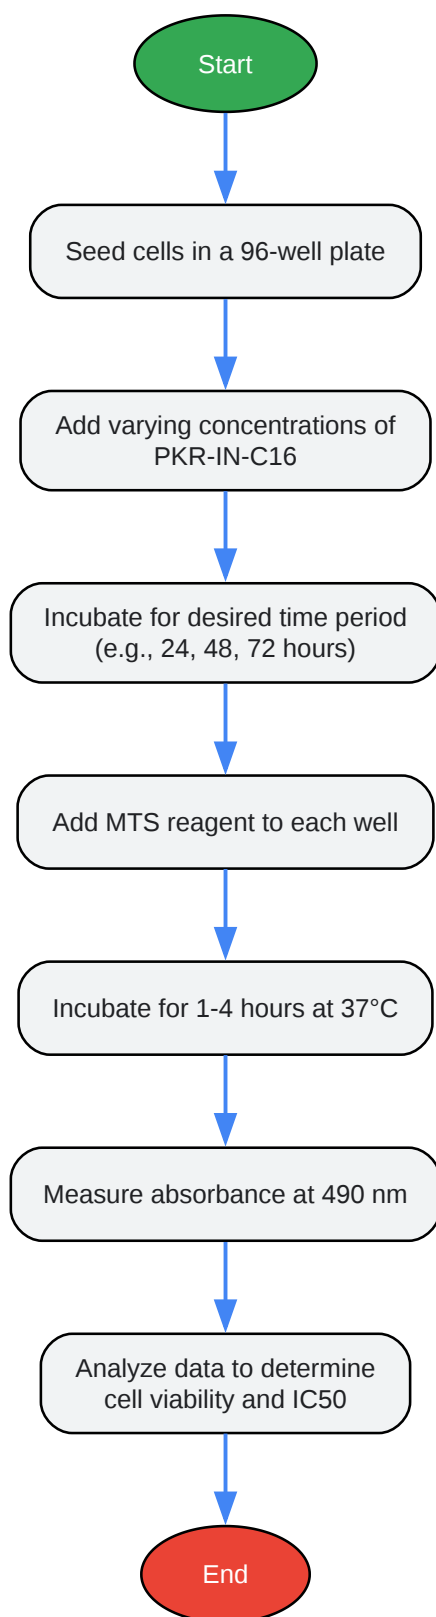 Start
Seed cells in a 96-well plate
Add varying concentrations of
PKR-IN-C16
Incubate for desired time period
(e.g., 24, 48, 72 hours)
Add MTS reagent to each well
Incubate for 1-4 hours at 37°C
Measure absorbance at 490 nm
Analyze data to determine
cell viability and IC50
End